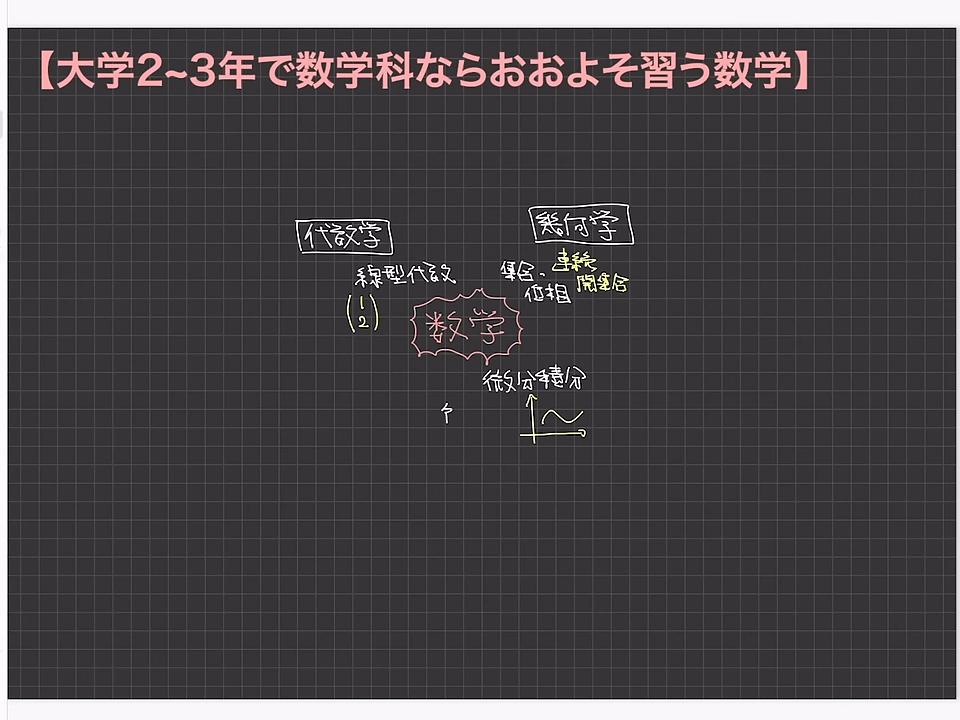 【大学2~3年で数学科ならおおよそ習う数学】
代数学
幾何学
線型代数
集合・
位相
連続
開集合
(1
2)
数学
微分積分